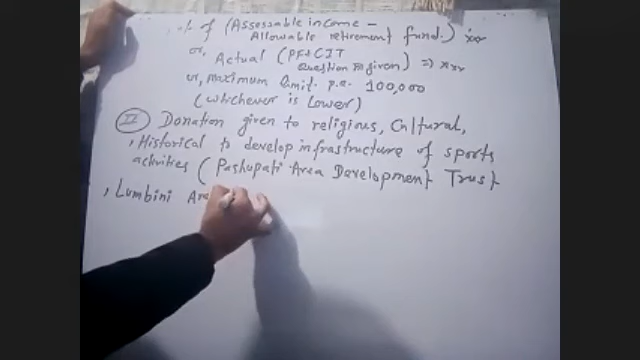 of (Assessable income -
Allowable retirement fund.) xxx
or, Actual (PF+CIT
Question given) => xxx
or, maximum limit p.a. 100,000
(whichever is Lower)
II Donation given to religious, Cultural,
, Historical to develop infrastructure of sports
activities (Pashupati Area Development Trust
, Lumbini Are